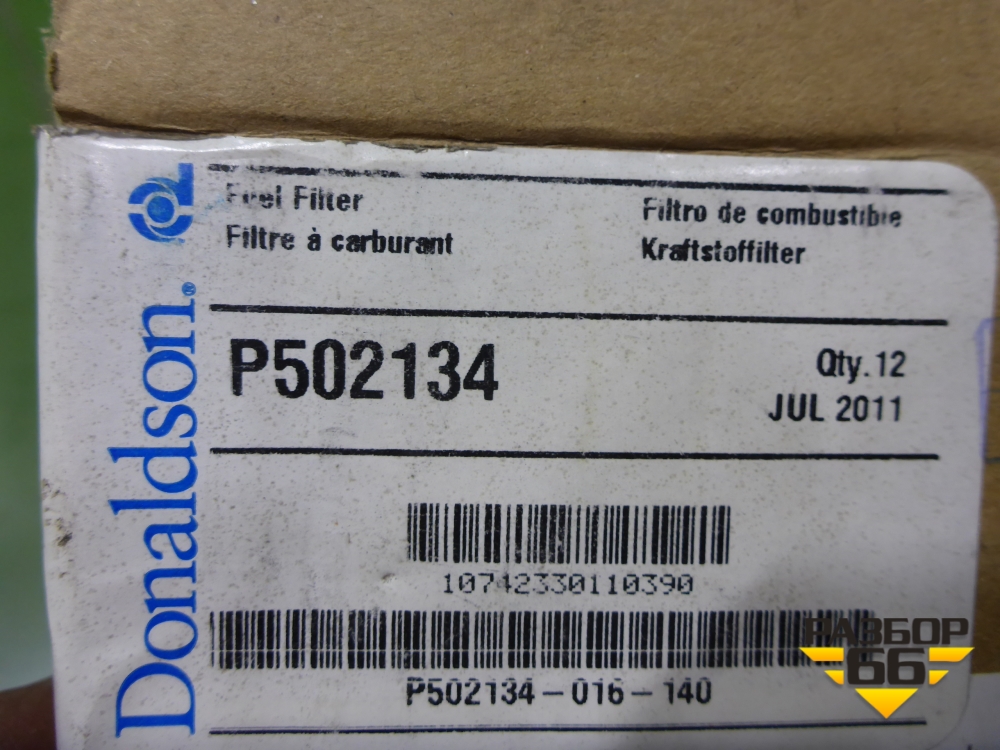 Donaldson.
Fuel Filter
Filtro de combustible
Filtre à carburant
Kraftstoffilter
P502134
Qty. 12
JUL 2011
10742330110390
P502134-016-140
РАЗБОР
66